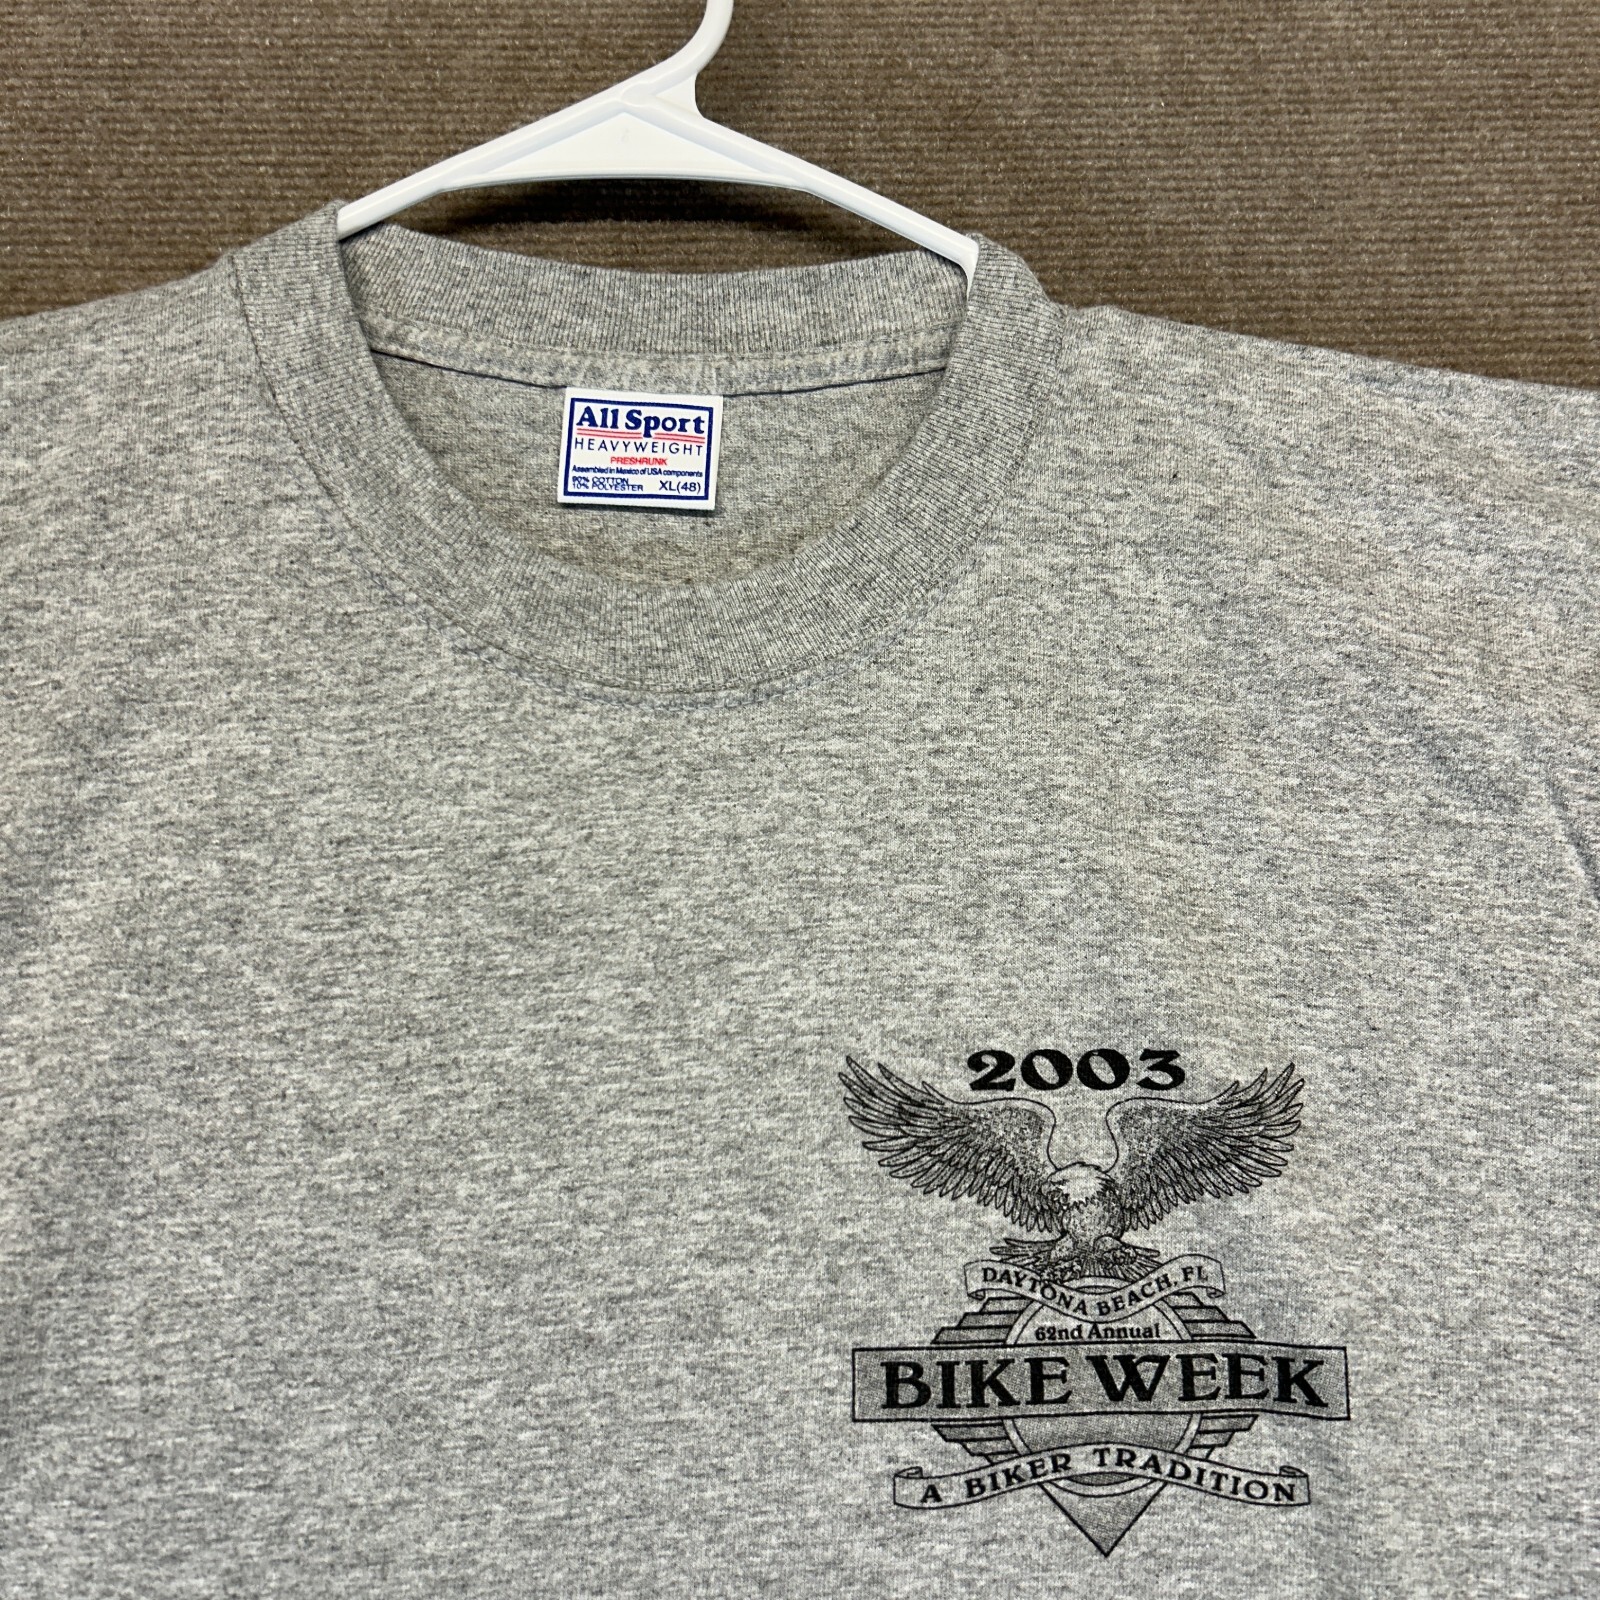 All Sport
HEAVYWEIGHT
PRESHRUNK
Assembled in Mexico of USA components
90% COTTON
10% POLYESTER XL(48)
2003
DAYTONA BEACH, FL
62nd Annual
BIKE WEEK
A BIKER TRADITION